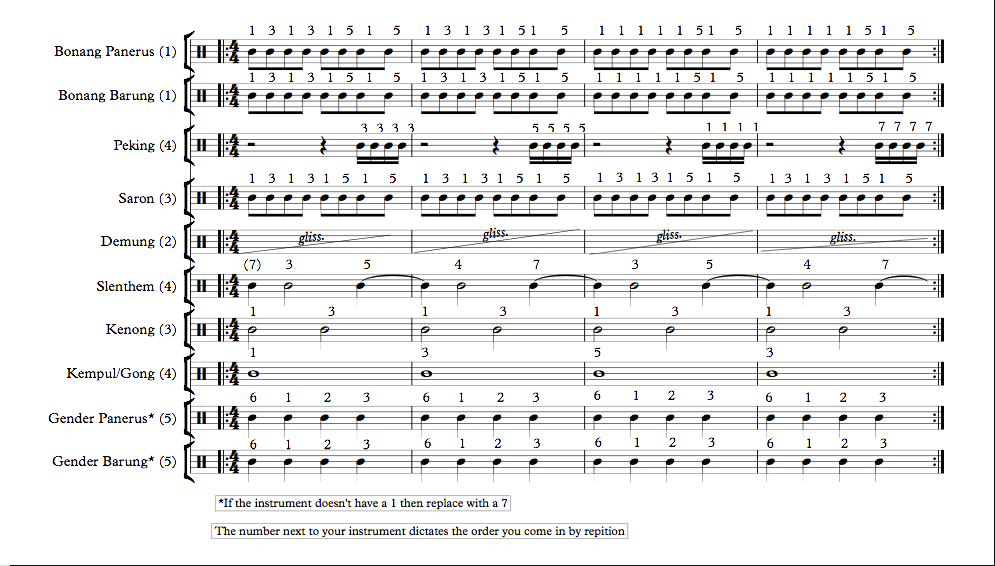 1 3 1 3 1 5 1 5 1 3 1 3 1 5 1 5 1 1 1 1 1 5 1 5 1 1 1 1 1 5 1 5
Bonang Panerus (1)
1 3 1 3 1 5 1 5 1 3 1 3 1 5 1 5 1 1 1 1 1 5 1 5 1 1 1 1 1 5 1 5
Bonang Barung (1)
3 3 3 3 5 5 5 5 1 1 1 1 7 7 7 7
Peking (4)
1 3 1 3 1 5 1 5 1 3 1 3 1 5 1 5 1 3 1 3 1 5 1 5 1 3 1 3 1 5 1 5
Saron (3)
Demung (2) gliss. gliss. gliss. gliss.
(7) 3 5 4 7 3 5 4 7
Slenthem (4)
1 3 1 3 1 3 1 3
Kenong (3)
1 3 5 3
Kempul/Gong (4)
6 1 2 3 6 1 2 3 6 1 2 3 6 1 2 3
Gender Panerus* (5)
6 1 2 3 6 1 2 3 6 1 2 3 6 1 2 3
Gender Barung* (5)
*If the instrument doesn't have a 1 then replace with a 7
The number next to your instrument dictates the order you come in by repition